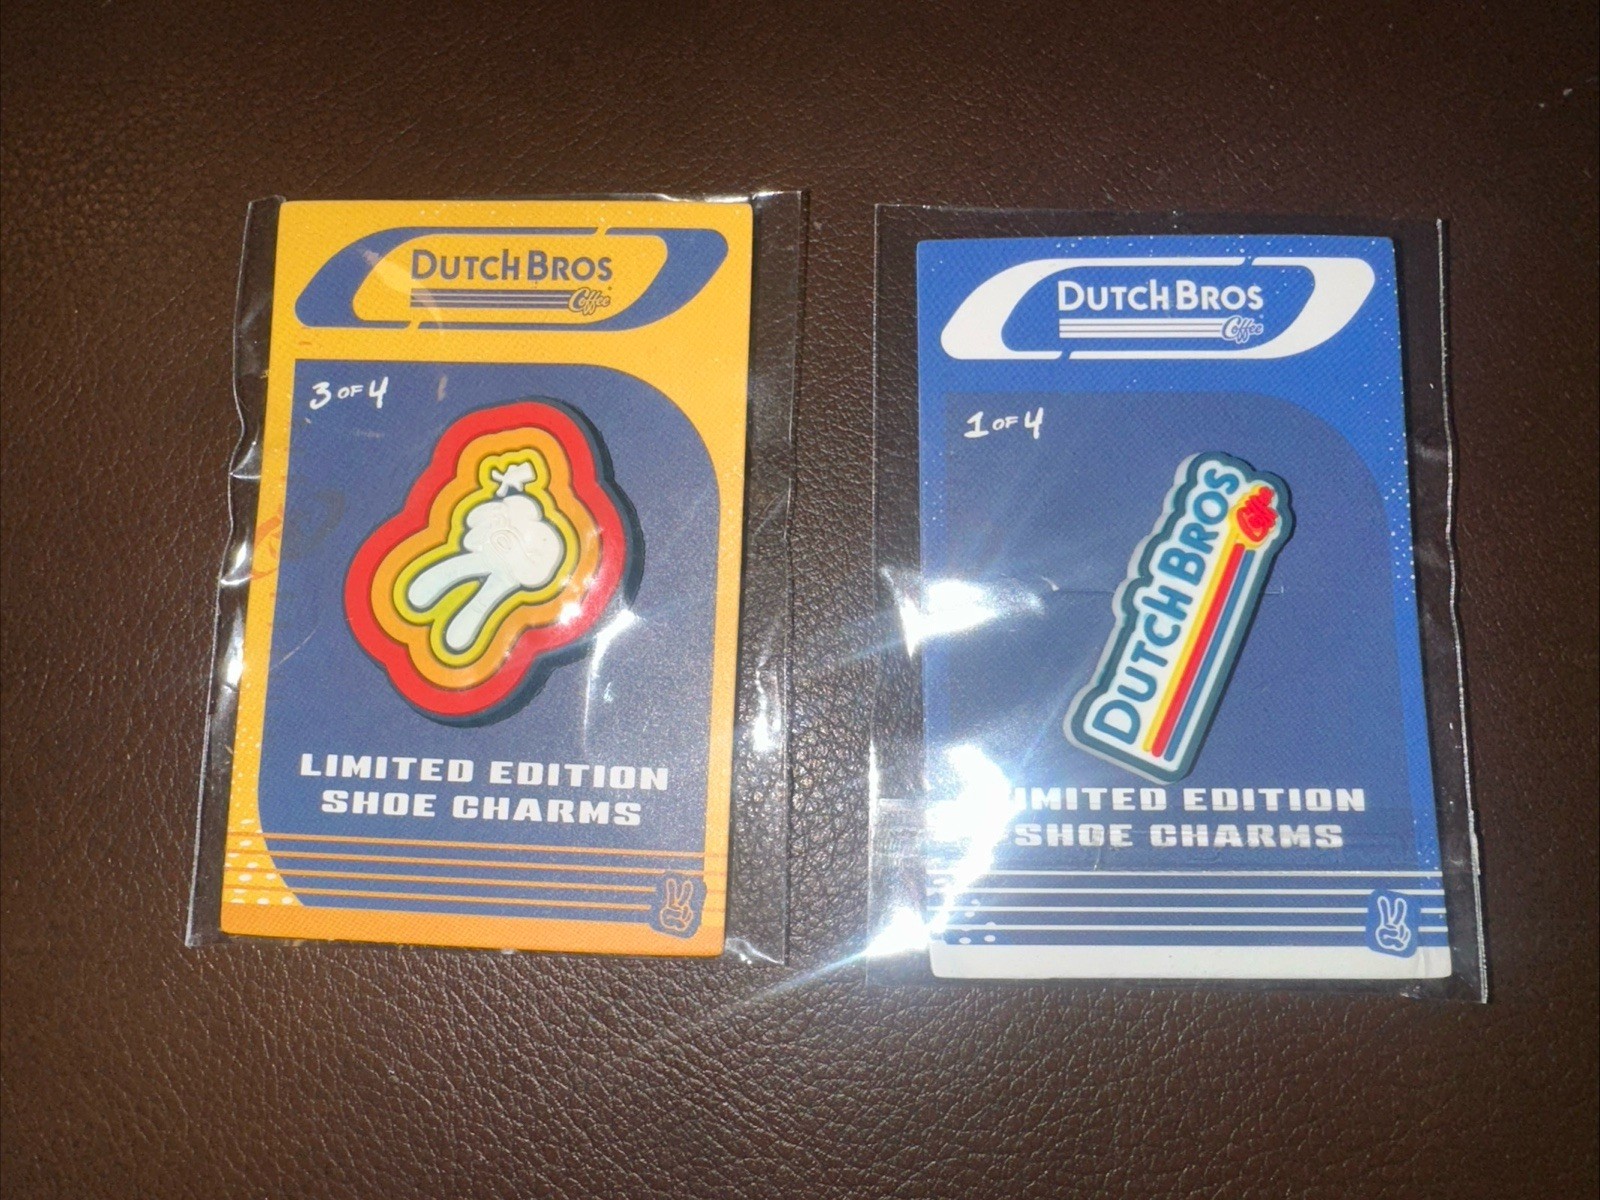 DUTCH BROS
Coffee
3 OF 4
LIMITED EDITION
SHOE CHARMS
DUTCH BROS
Coffee
1 OF 4
DUTCH BROS
Coffee
LIMITED EDITION
SHOE CHARMS